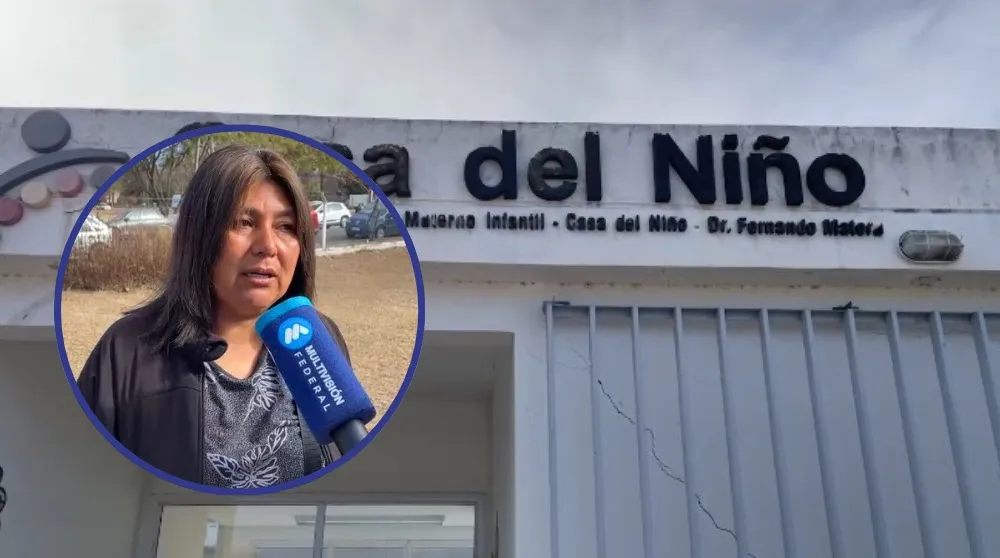 Casa del Niño
Materno Infantil - Casa del Niño - Dr. Fernando Matera
MULTIVISIÓN
FEDERAL